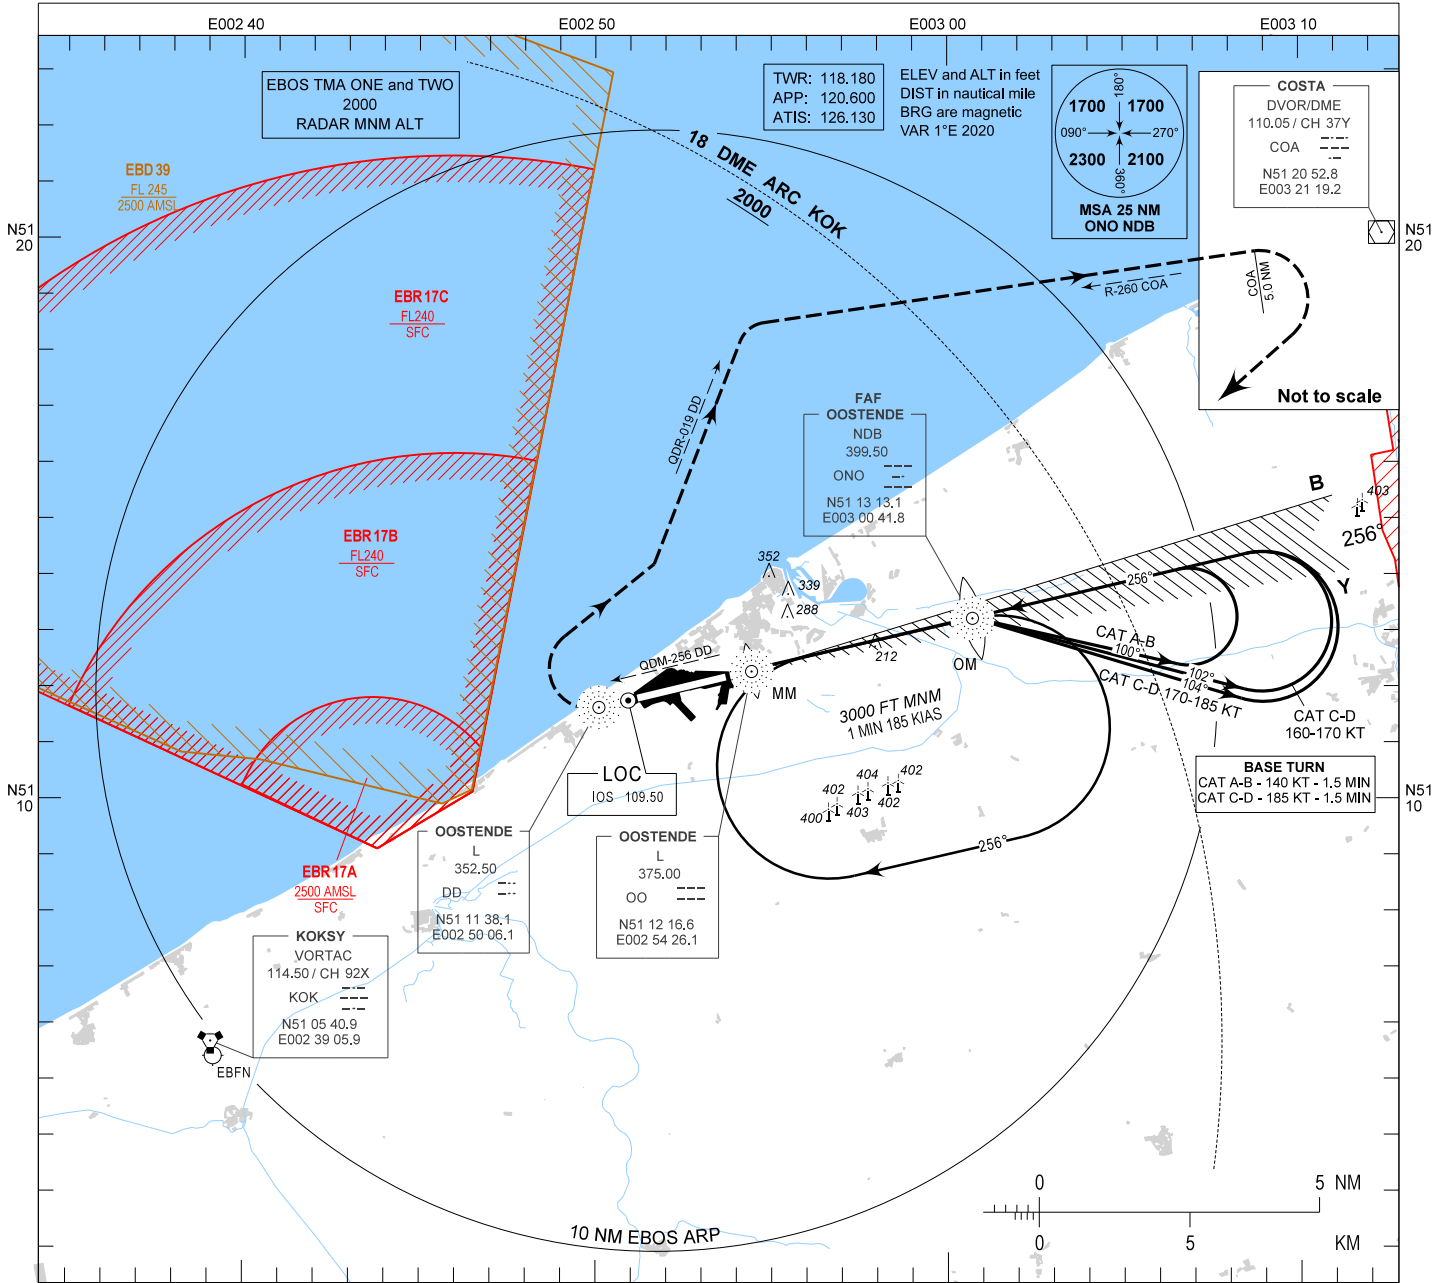 E002 40
E002 50
E003 00
E003 10
EBOS TMA ONE and TWO
2000
RADAR MNM ALT
TWR: 118.180
APP: 120.600
ATIS: 126.130
ELEV and ALT in feet
DIST in nautical mile
BRG are magnetic
VAR 1°E 2020
180°
1700 1700
090° 270°
2300 2100
360°
MSA 25 NM
ONO NDB
COSTA
DVOR/DME
110.05 / CH 37Y
COA
N51 20 52.8
E003 21 19.2
EBD 39
FL 245
2500 AMSL
18 DME ARC KOK
2000
N51
20
N51
20
COA
5.0 NM
R-260 COA
EBR 17C
FL240
SFC
Not to scale
QDR-019 DD
FAF
OOSTENDE
NDB
399.50
ONO
N51 13 13.1
E003 00 41.8
B
403
256°
EBR 17B
FL240
SFC
352
339
288
256°
Y
CAT A-B
100°
212
OM
QDM-256 DD
MM
102°
104°
CAT C-D-170-185 KT
3000 FT MNM
1 MIN 185 KIAS
CAT C-D
160-170 KT
LOC
IOS 109.50
BASE TURN
CAT A-B - 140 KT - 1.5 MIN
CAT C-D - 185 KT - 1.5 MIN
N51
10
N51
10
404
402
402
402
403
400
256°
OOSTENDE
L
352.50
DD
N51 11 38.1
E002 50 06.1
OOSTENDE
L
375.00
OO
N51 12 16.6
E002 54 26.1
EBR 17A
2500 AMSL
SFC
KOKSY
VORTAC
114.50 / CH 92X
KOK
N51 05 40.9
E002 39 05.9
EBFN
10 NM EBOS ARP
0 5 NM
0 5 KM